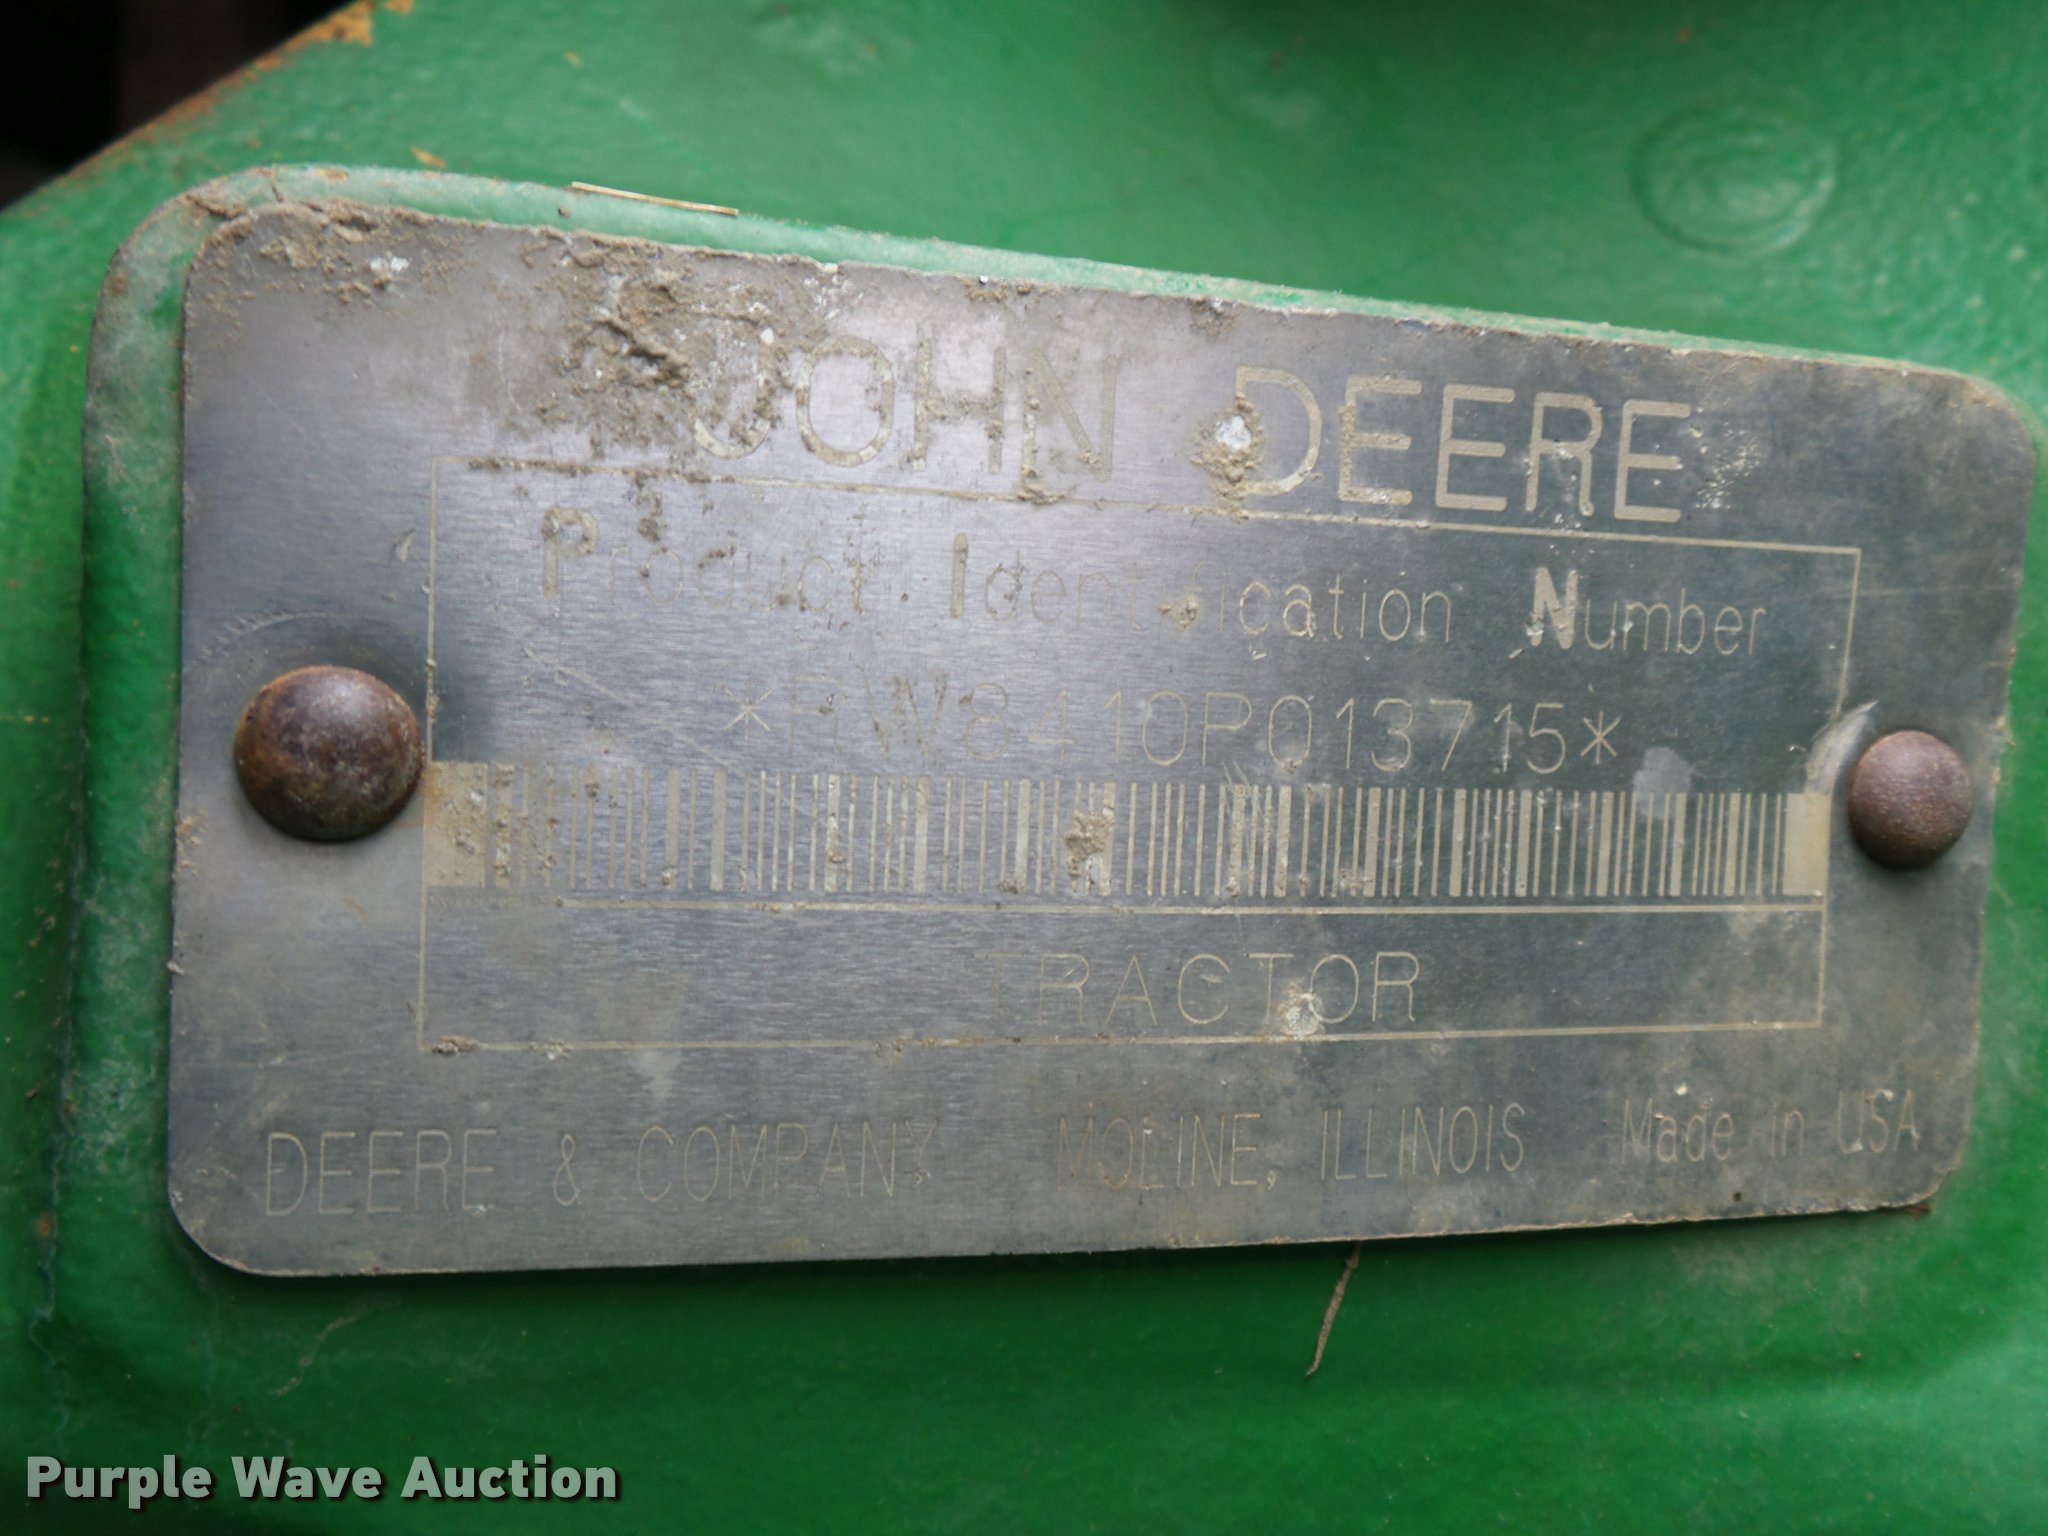 JOHN DEERE
Product Identification Number
*RW8410P013715*
TRACTOR
DEERE & COMPANY MOLINE, ILLINOIS Made in USA
Purple Wave Auction